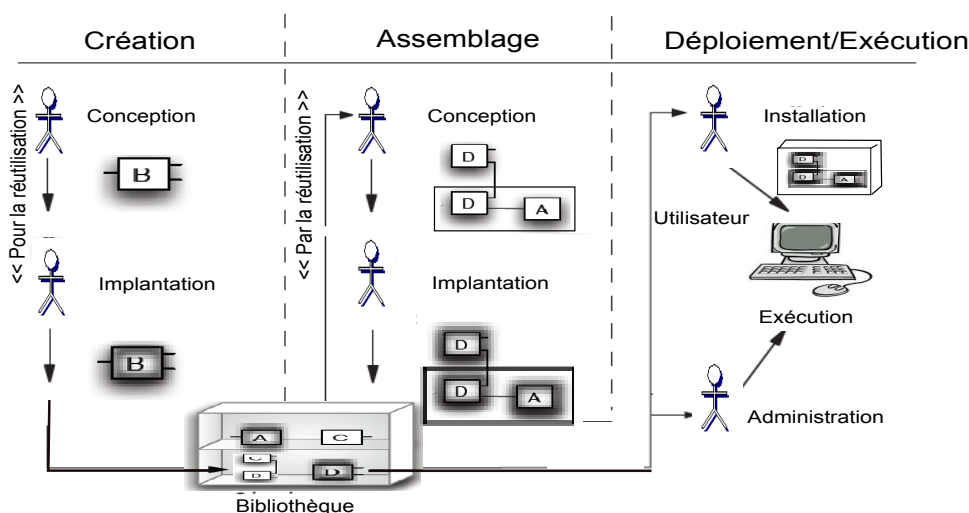 Création
Assemblage
Déploiement/Exécution
<< Pour la réutilisation >>
Conception
B
Implantation
B
<< Par la réutilisation >>
Conception
D
D
A
Implantation
D
D
A
Installation
D
D
A
Utilisateur
Exécution
Administration
A
C
C
D
D
Bibliothèque